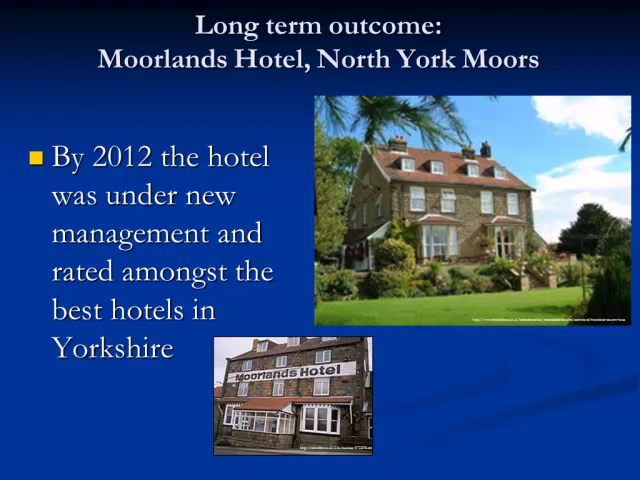 Long term outcome:
Moorlands Hotel, North York Moors
By 2012 the hotel
was under new
management and
rated amongst the
best hotels in
Yorkshire
Moorlands Hotel